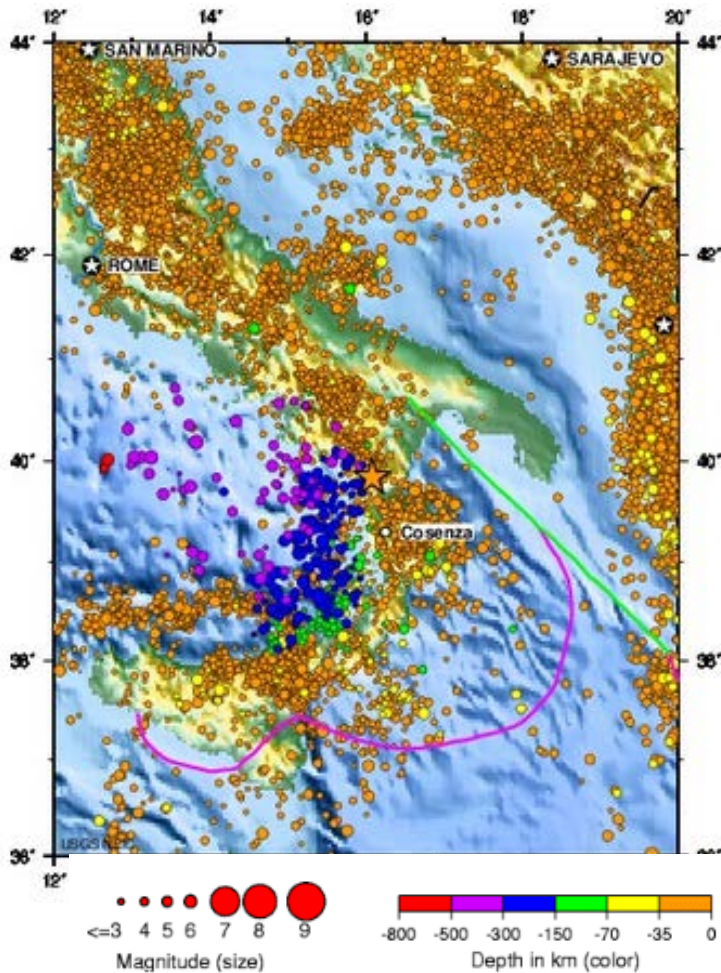 12° 14° 16° 18° 20°
44° SAN MARINO SARAJEVO 44°
42° ROME 42°
40° 40°
Cosenza
38° 38°
36° 36°
12°
<=3 4 5 6 7 8 9
Magnitude (size)
-800 -500 -300 -150 -70 -35 0
Depth in km (color)